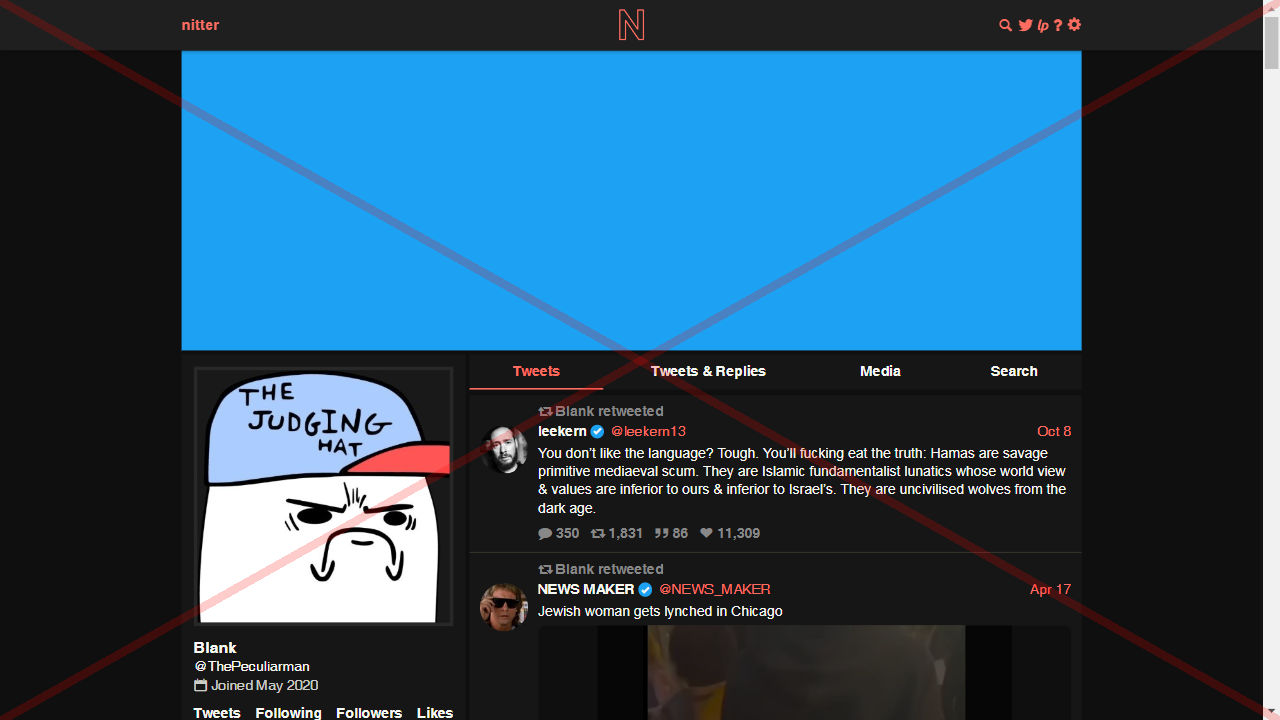 nitter
N
lp ?
THE
JUDGING
HAT
Blank
@ThePeculiarman
Joined May 2020
Tweets Following Followers Likes
Tweets Tweets & Replies Media Search
Blank retweeted
leekern @leekern13 Oct 8
You don't like the language? Tough. You'll fucking eat the truth: Hamas are savage
primitive mediaeval scum. They are Islamic fundamentalist lunatics whose world view
& values are inferior to ours & inferior to Israel's. They are uncivilised wolves from the
dark age.
350 1,831 86 11,309
Blank retweeted
NEWS MAKER @NEWS_MAKER Apr 17
Jewish woman gets lynched in Chicago